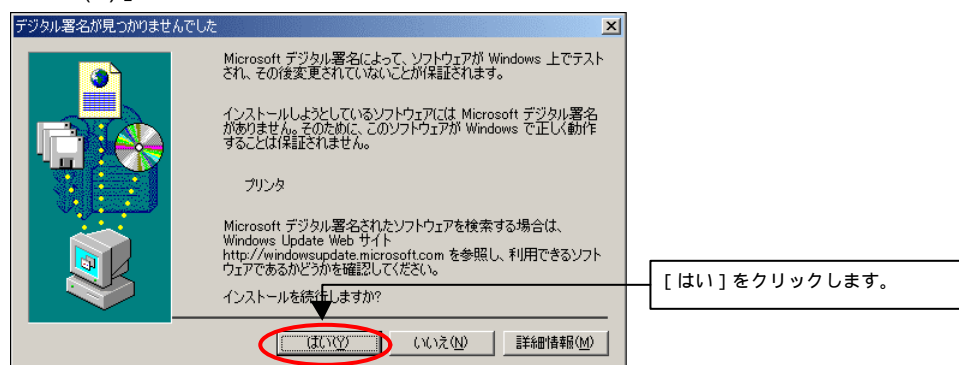 デジタル署名が見つかりませんでした
Microsoft デジタル署名によって、ソフトウェアが Windows 上でテスト
され、その後変更されていないことが保証されます。
インストールしようとしているソフトウェアには Microsoft デジタル署名
がありません。そのために、このソフトウェアが Windows で正しく動作
することは保証されません。
プリンタ
Microsoft デジタル署名されたソフトウェアを検索する場合は、
Windows Update Web サイト
http://windowsupdate.microsoft.com を参照し、利用できるソフト
ウェアであるかどうかを確認してください。
[ はい ] をクリックします。
インストールを続行しますか?
はい(Y)
いいえ(N)
詳細情報(M)